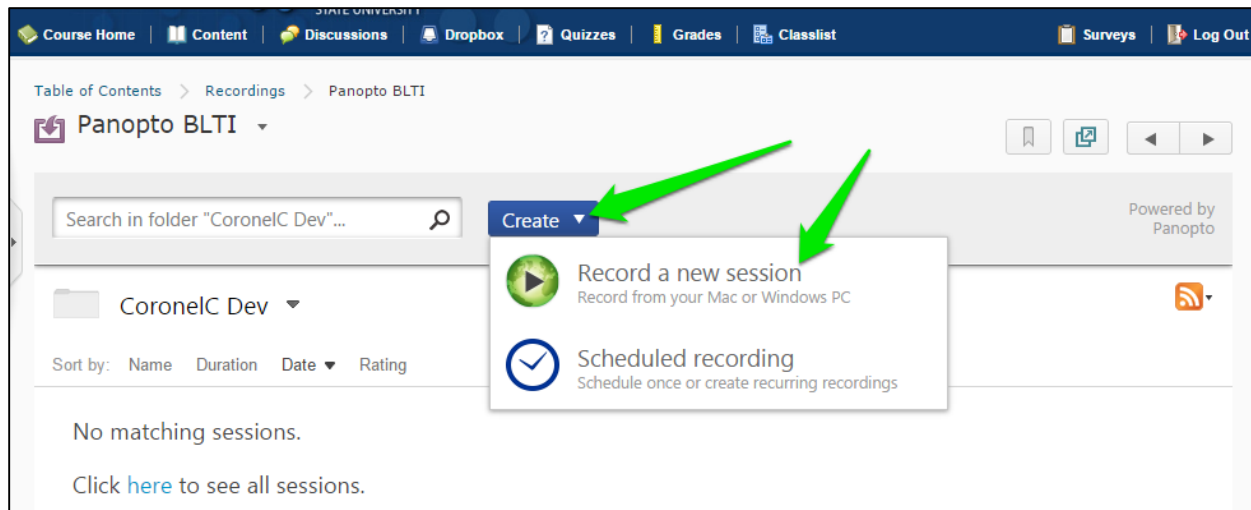 STATE UNIVERSITY
Course Home | Content | Discussions | Dropbox | Quizzes | Grades | Classlist Surveys | Log Out
Table of Contents > Recordings > Panopto BLTI
Panopto BLTI
Search in folder "CoronelC Dev"... Create Powered by
Panopto
Record a new session
Record from your Mac or Windows PC
CoronelC Dev
Scheduled recording
Schedule once or create recurring recordings
Sort by: Name Duration Date Rating
No matching sessions.
Click here to see all sessions.